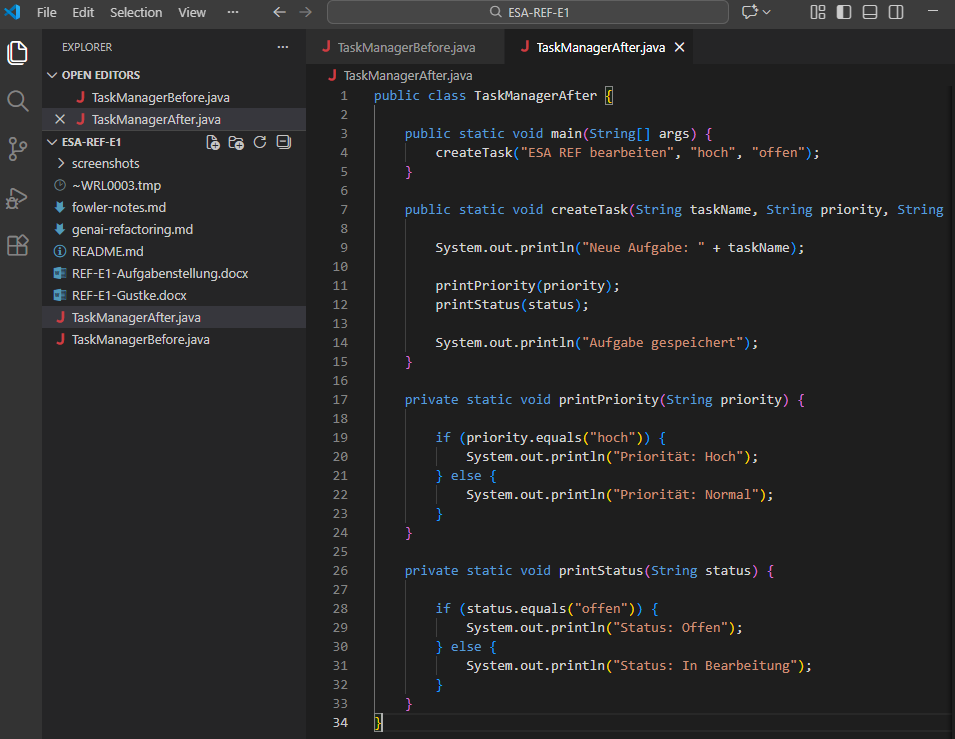 File Edit Selection View ··· ESA-REF-E1
EXPLORER ···
OPEN EDITORS
TaskManagerBefore.java
TaskManagerAfter.java
ESA-REF-E1
screenshots
~WRL0003.tmp
fowler-notes.md
genai-refactoring.md
README.md
REF-E1-Aufgabenstellung.docx
REF-E1-Gustke.docx
TaskManagerAfter.java
TaskManagerBefore.java
TaskManagerBefore.java TaskManagerAfter.java
TaskManagerAfter.java
1 public class TaskManagerAfter {
2
3     public static void main(String[] args) {
4         createTask("ESA REF bearbeiten", "hoch", "offen");
5     }
6
7     public static void createTask(String taskName, String priority, String
8
9         System.out.println("Neue Aufgabe: " + taskName);
10
11         printPriority(priority);
12         printStatus(status);
13
14         System.out.println("Aufgabe gespeichert");
15     }
16
17     private static void printPriority(String priority) {
18
19         if (priority.equals("hoch")) {
20             System.out.println("Priorität: Hoch");
21         } else {
22             System.out.println("Priorität: Normal");
23         }
24     }
25
26     private static void printStatus(String status) {
27
28         if (status.equals("offen")) {
29             System.out.println("Status: Offen");
30         } else {
31             System.out.println("Status: In Bearbeitung");
32         }
33     }
34 }